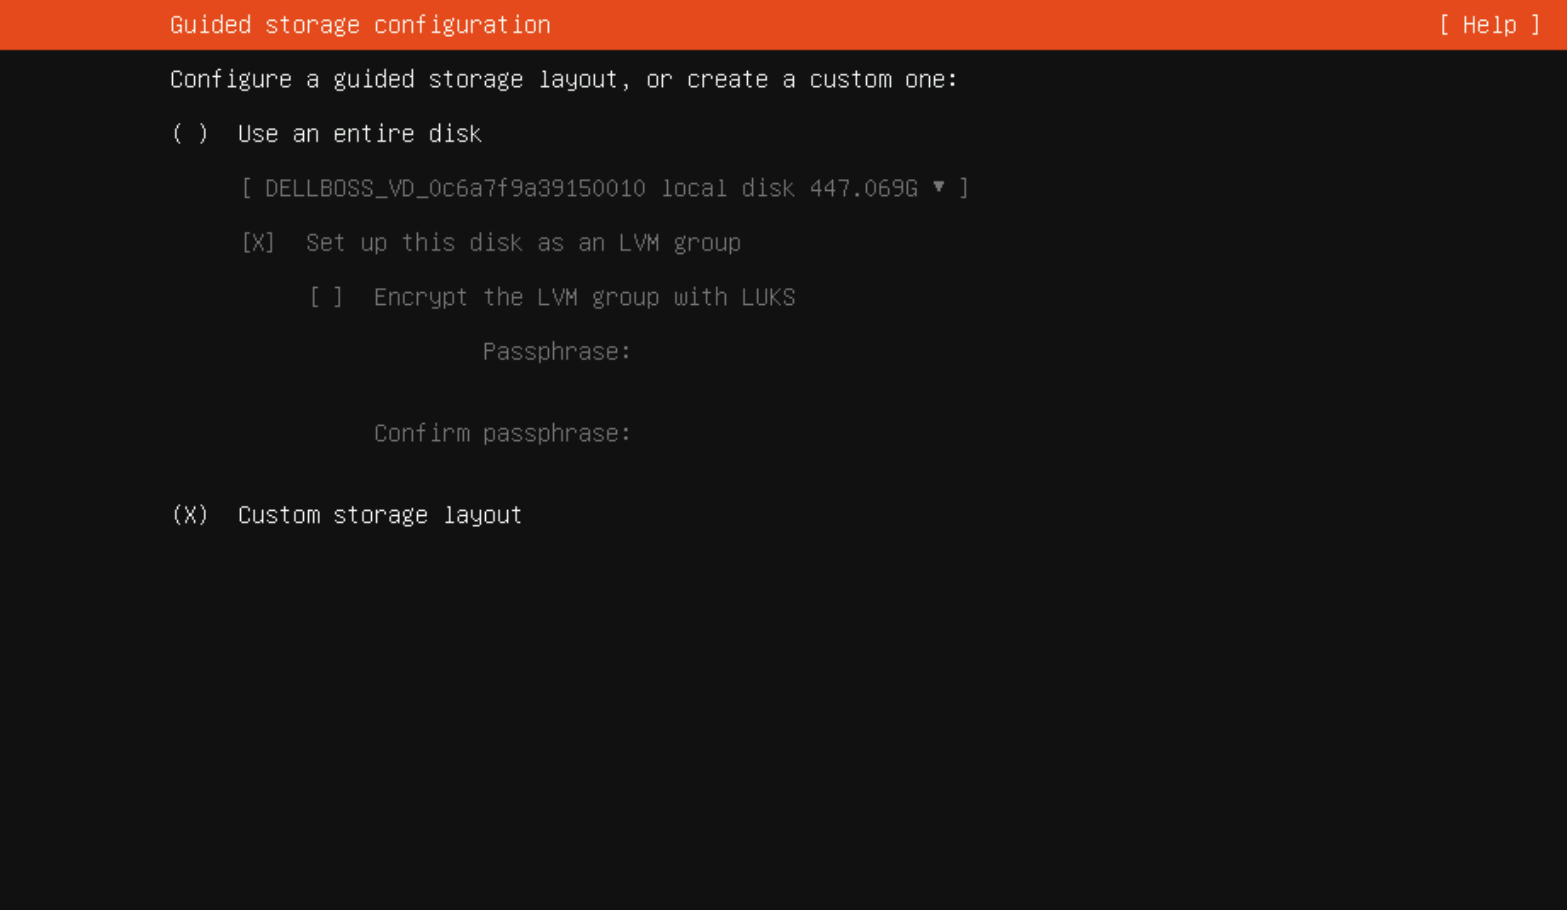 Guided storage configuration [ Help ]
Configure a guided storage layout, or create a custom one:
( ) Use an entire disk
[ DELLBOSS_VD_0c6a7f9a39150010 local disk 447.069G ▾ ]
[X] Set up this disk as an LVM group
[ ] Encrypt the LVM group with LUKS
Passphrase:
Confirm passphrase:
(X) Custom storage layout